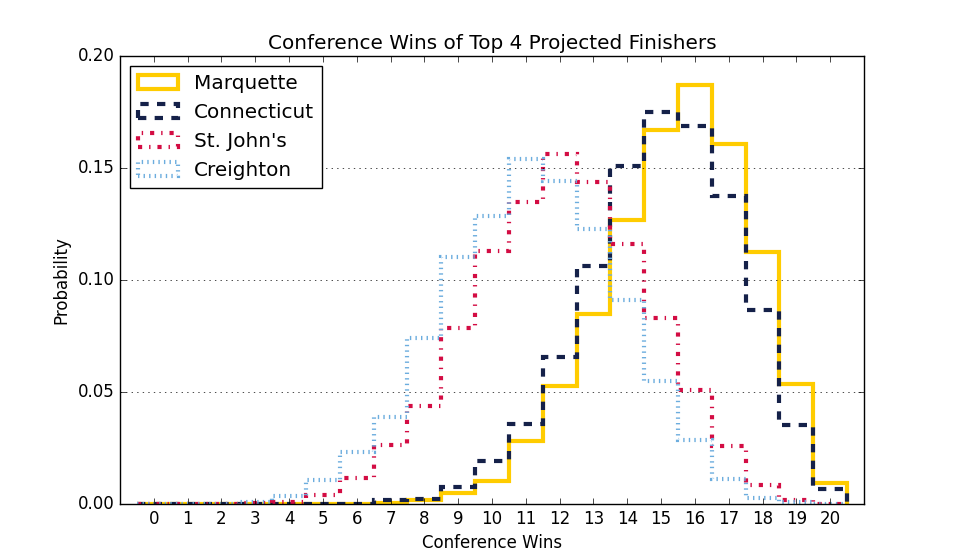 Conference Wins of Top 4 Projected Finishers
0.20
Marquette
Connecticut
St. John's
Creighton
0.15
0.10
0.05
0.00
Probability
0 1 2 3 4 5 6 7 8 9 10 11 12 13 14 15 16 17 18 19 20
Conference Wins